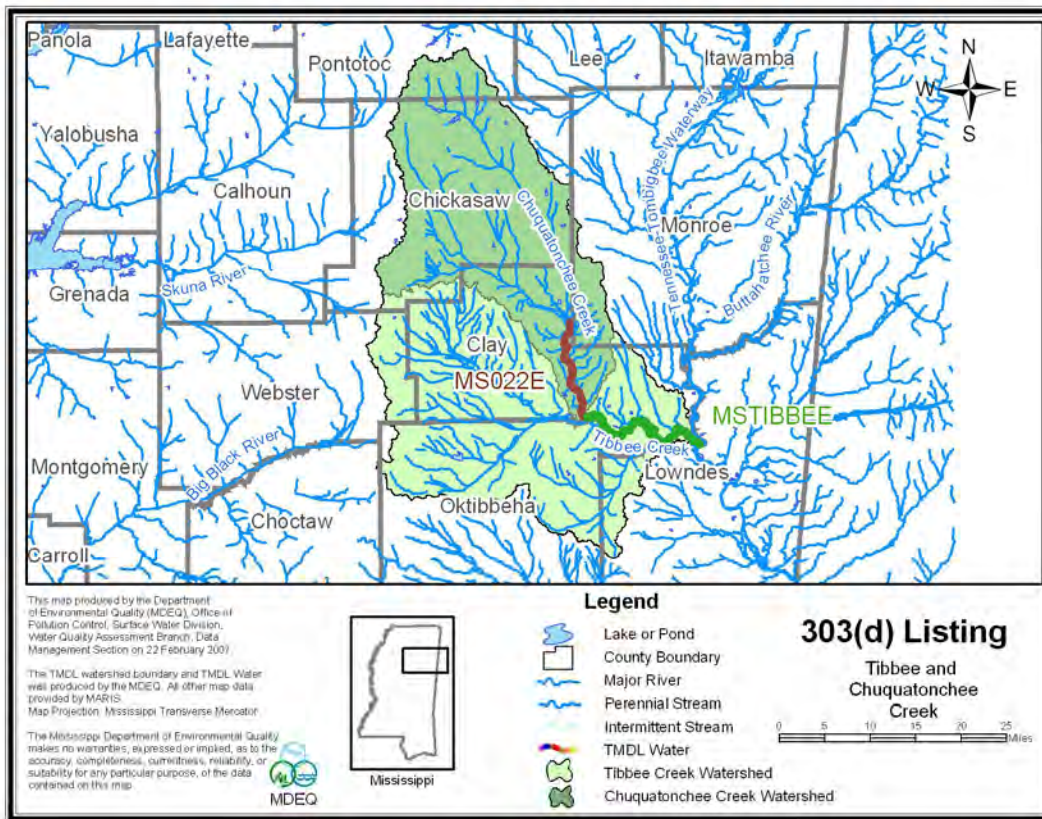 Panola
Lafayette
Pontotoc
Lee
Itawamba
N
W
E
S
Yalobusha
Calhoun
Chickasaw
Chuquatonchee Creek
Tennessee-Tombigbee Waterway
Monroe
Buttahatchee River
Grenada
Skuna River
Clay
MS022E
Webster
MSTIBBEE
Tibbee Creek
Lowndes
Montgomery
Big Black River
Oktibbeha
Choctaw
Carroll
This map produced by the Department
of Environmental Quality (MDEQ), Office of
Pollution Control, Surface Water Division,
Water Quality Assessment Branch, Data
Management Section on 22 February 2007.
The TMDL watershed boundary and TMDL Water
was produced by the MDEQ. All other map data
provided by MARIS.
Map Projection: Mississippi Transverse Mercator
The Mississippi Department of Environmental Quality
makes no warranties, expressed or implied, as to the
accuracy, completeness, currentness, reliability, or
suitability for any particular purpose, of the data
contained on this map.
MDEQ
Mississippi
Legend
Lake or Pond
County Boundary
Major River
Perennial Stream
Intermittent Stream
TMDL Water
Tibbee Creek Watershed
Chuquatonchee Creek Watershed
303(d) Listing
Tibbee and
Chuquatonchee
Creek
0 5 10 15 20 25
Miles